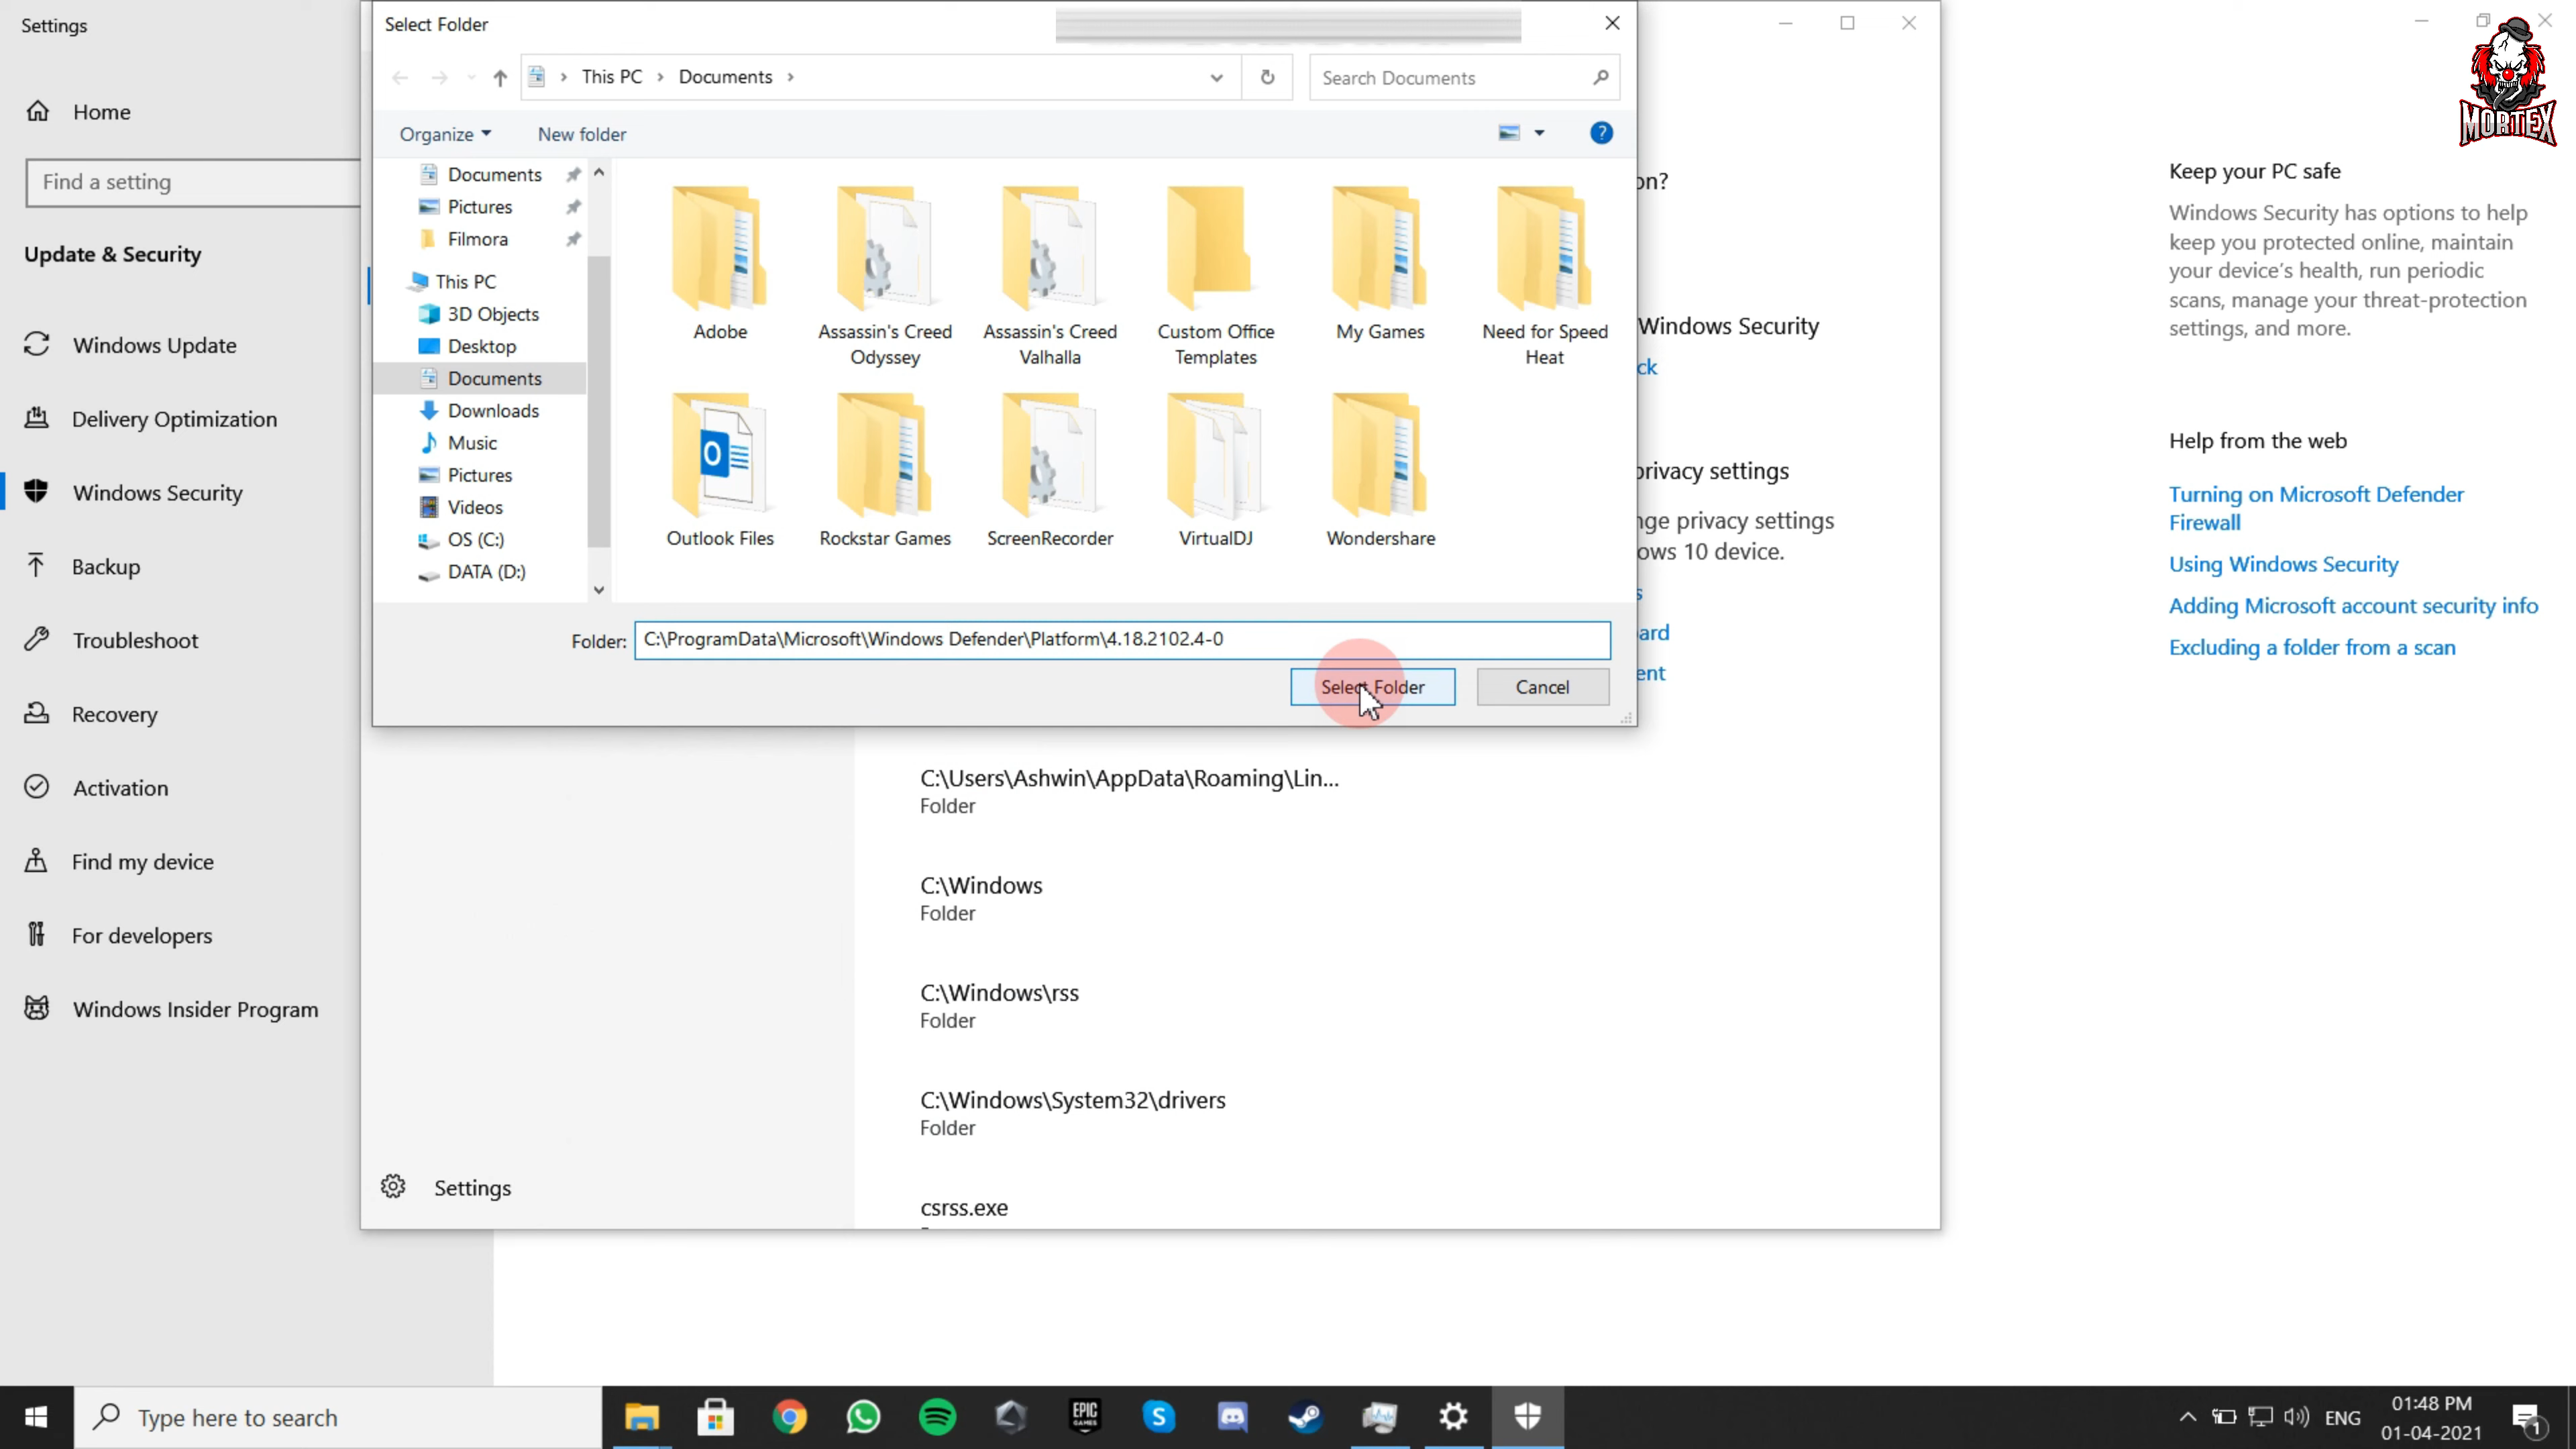 Settings
Select Folder
This PC > Documents >
Search Documents
MORTEX
Home
Find a setting
Organize
New folder
Documents
Pictures
Filmora
This PC
3D Objects
Desktop
Documents
Downloads
Music
Pictures
Videos
OS (C:)
DATA (D:)
Adobe
Assassin's Creed
Odyssey
Assassin's Creed
Valhalla
Custom Office
Templates
My Games
Need for Speed
Heat
Outlook Files
Rockstar Games
ScreenRecorder
VirtualDJ
Wondershare
Folder: C:\ProgramData\Microsoft\Windows Defender\Platform\4.18.2102.4-0
Select Folder
Cancel
Update & Security
Windows Update
Delivery Optimization
Windows Security
Backup
Troubleshoot
Recovery
Activation
Find my device
For developers
Windows Insider Program
on?
Windows Security
ck
privacy settings
nge privacy settings
ows 10 device.
s
ard
ent
C:\Users\Ashwin\AppData\Roaming\Lin...
Folder
C:\Windows
Folder
C:\Windows\rss
Folder
C:\Windows\System32\drivers
Folder
csrss.exe
Settings
Keep your PC safe
Windows Security has options to help
keep you protected online, maintain
your device's health, run periodic
scans, manage your threat-protection
settings, and more.
Help from the web
Turning on Microsoft Defender
Firewall
Using Windows Security
Adding Microsoft account security info
Excluding a folder from a scan
Type here to search
EPIC
GAMES
ENG
01:48 PM
01-04-2021
1